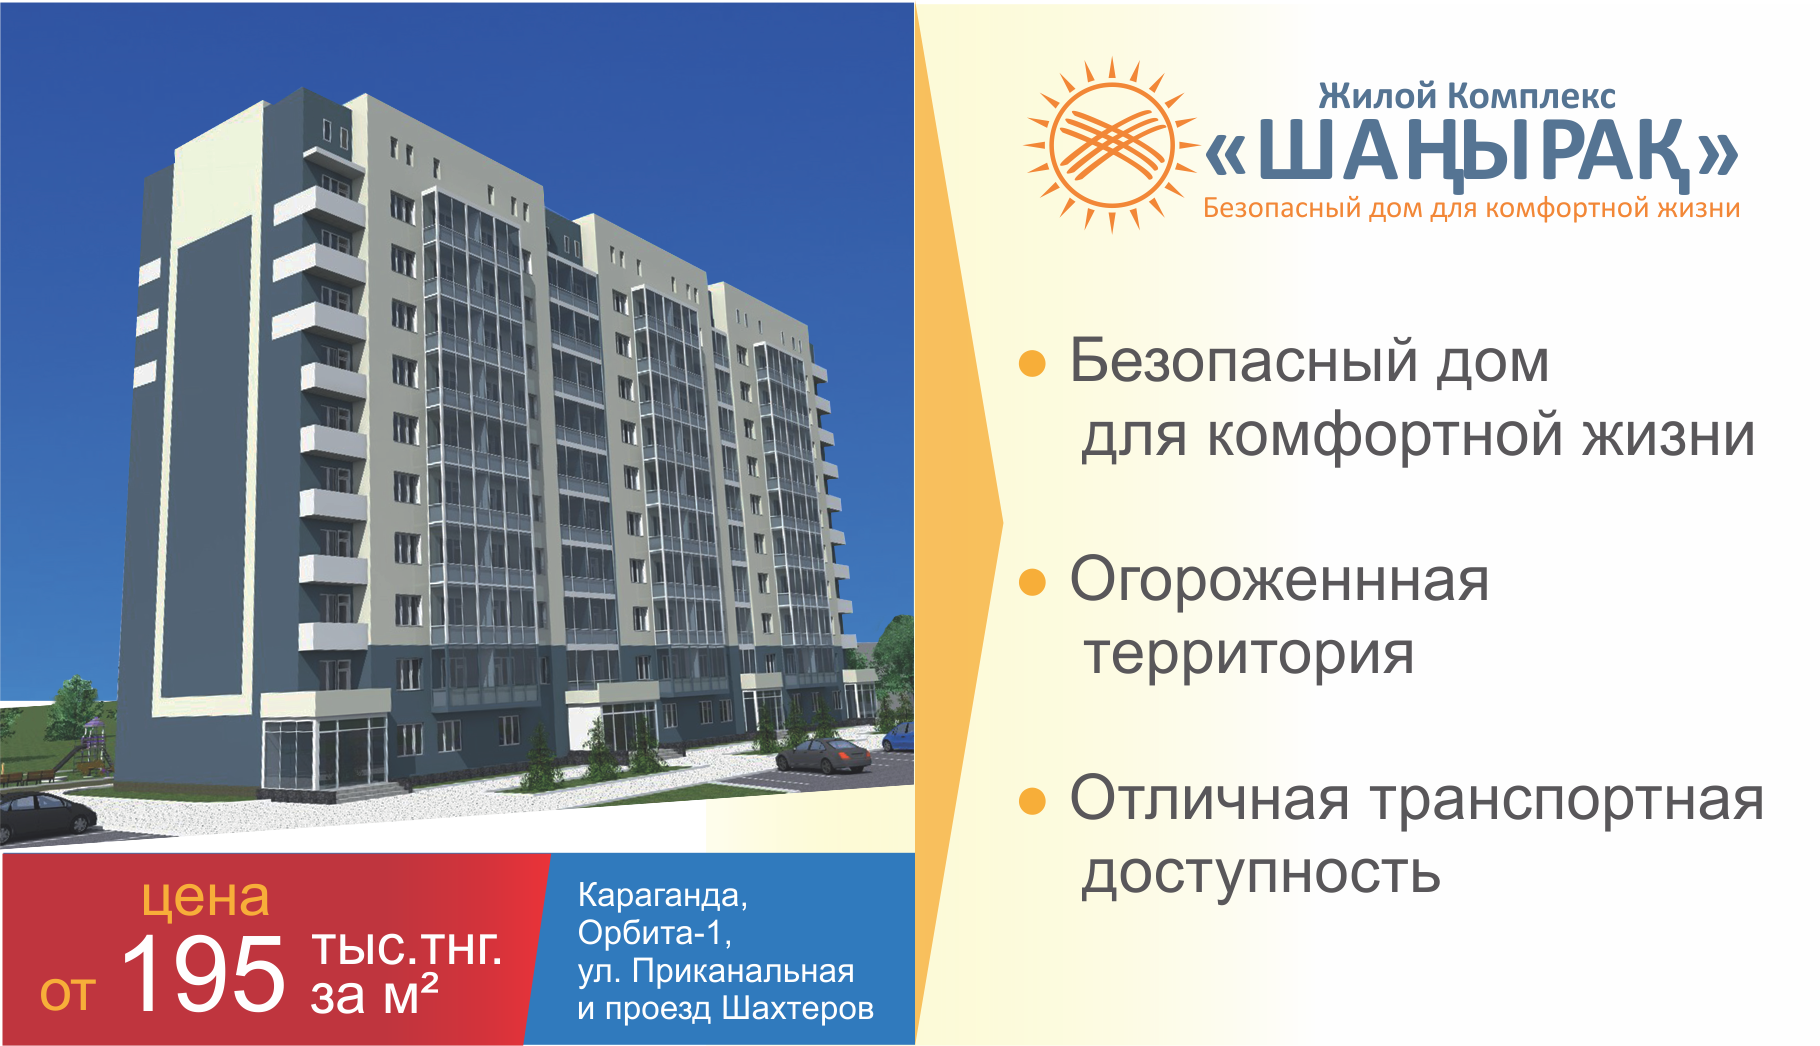 Жилой Комплекс
«ШАҢЫРАҚ»
Безопасный дом для комфортной жизни
• Безопасный дом
для комфортной жизни
• Огороженнная
территория
• Отличная транспортная
доступность
цена
от 195 тыс.тнг.
за м²
Караганда,
Орбита-1,
ул. Приканальная
и проезд Шахтеров